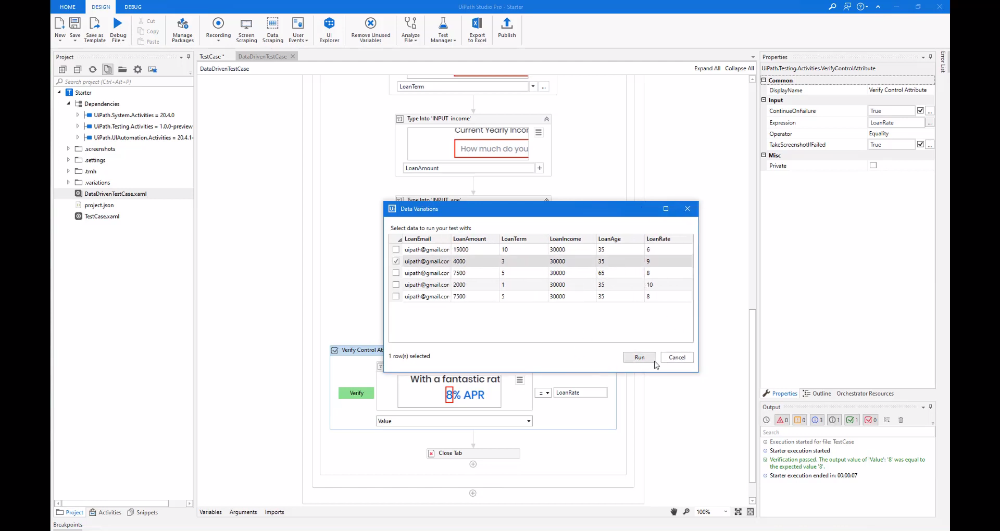 HOME DESIGN DEBUG UiPath Studio Pro - Starter
New Save Save as Template Debug File Cut Copy Paste Manage Packages Recording Screen Scraping Data Scraping User Events UI Explorer Remove Unused Variables Analyze File Test Manager Export to Excel Publish
Project
Search project (Ctrl+Alt+P)
Starter
Dependencies
UiPath.System.Activities = 20.4.0
UiPath.Testing.Activities = 1.0.0-preview
UiPath.UIAutomation.Activities = 20.4.1-
.screenshots
.settings
.tmh
.variations
DataDrivenTestCase.xaml
project.json
TestCase.xaml
Project Activities Snippets
Breakpoints
TestCase * DataDrivenTestCase
DataDrivenTestCase Expand All Collapse All
LoanTerm ...
Type Into 'INPUT income'
Current Yearly Incor
How much do you
LoanAmount
Type Into 'INPUT age'
Data Variations
Select data to run your test with:
LoanEmail LoanAmount LoanTerm LoanIncome LoanAge LoanRate
uipath@gmail.cor 15000 10 30000 35 6
uipath@gmail.cor 4000 3 30000 35 9
uipath@gmail.cor 7500 5 30000 65 8
uipath@gmail.cor 2000 1 30000 35 10
uipath@gmail.cor 7500 5 30000 35 8
1 row(s) selected Run Cancel
Verify Control Att
With a fantastic rat
Verify 8% APR = LoanRate
Value
Close Tab
Variables Arguments Imports 100%
Properties
UiPath.Testing.Activities.VerifyControlAttribute
Common
DisplayName Verify Control Attribute
Input
ContinueOnFailure True ...
Expression LoanRate ...
Operator Equality
TakeScreenshotIfFailed True ...
Misc
Private
Properties Outline Orchestrator Resources
Output
0 0 3 1 1 0
Search
Execution started for file: TestCase
Starter execution started
Verification passed. The output value of 'Value': '8' was equal to
the expected value '8'.
Starter execution ended in: 00:00:07
Error List